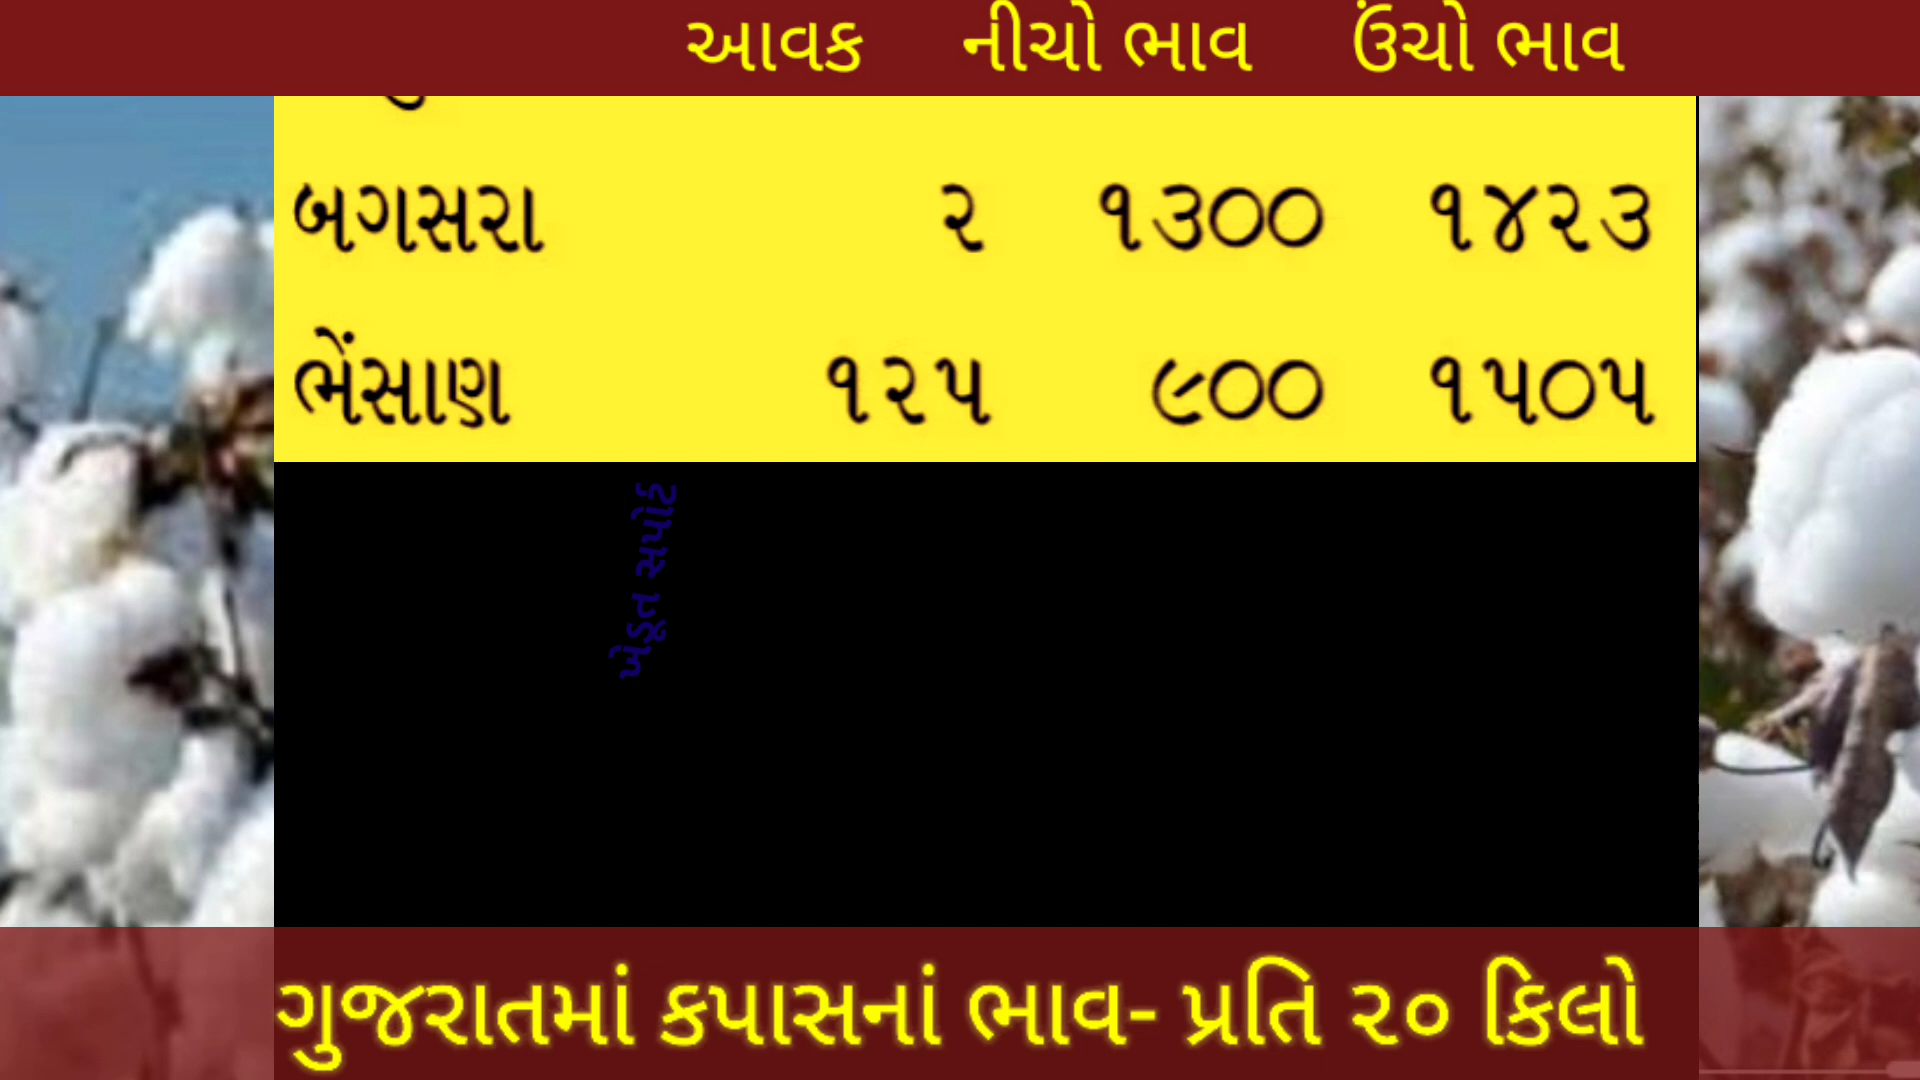 આવક નીચો ભાવ ઉંચો ભાવ
બગસરા ૨ ૧૩૦૦ ૧૪૨૩
ભેંસાણ ૧૨૫ ૯૦૦ ૧૫૦૫
ખેડૂત સપોર્ટ
ગુજરાતમાં કપાસનાં ભાવ- પ્રતિ ૨૦ કિલો